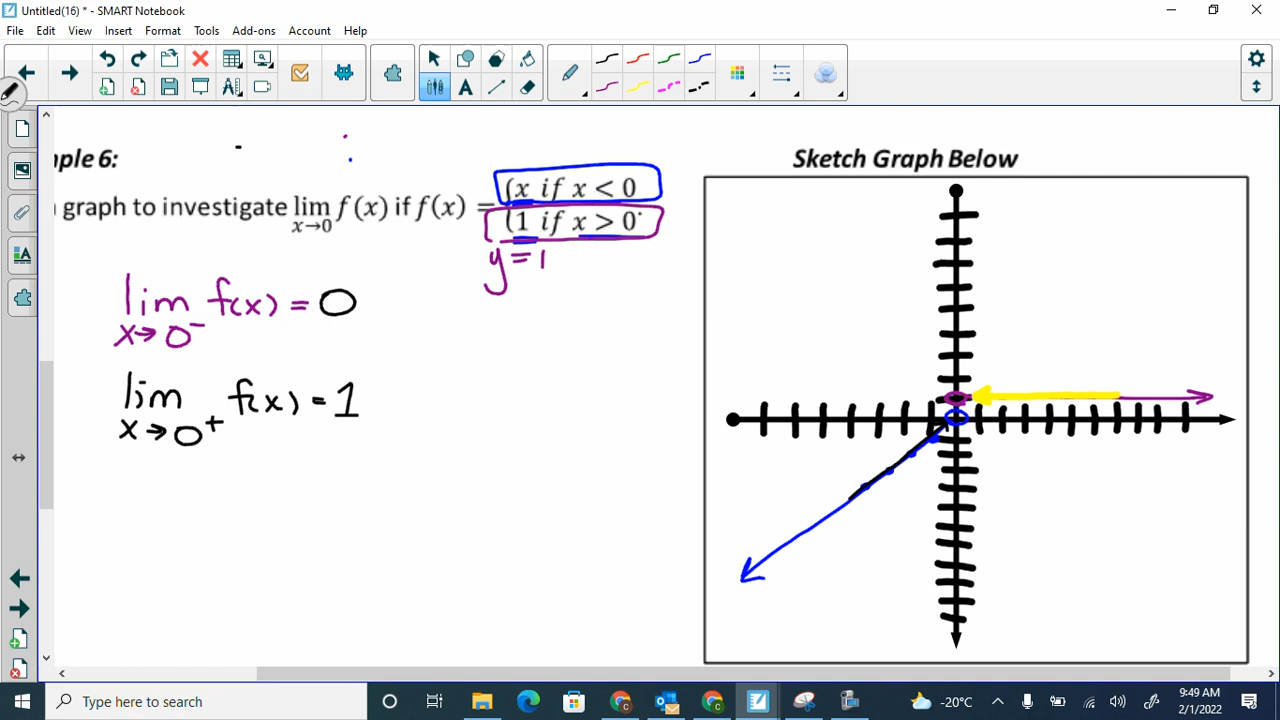 Untitled(16) * - SMART Notebook
File Edit View Insert Format Tools Add-ons Account Help
ple 6:
Sketch Graph Below
graph to investigate lim x→0 f(x) if f(x) =
(x if x < 0
(1 if x > 0
y = 1
lim x→0⁻ f(x) = 0
lim x→0⁺ f(x) = 1
Type here to search
-20°C
9:49 AM
2/1/2022